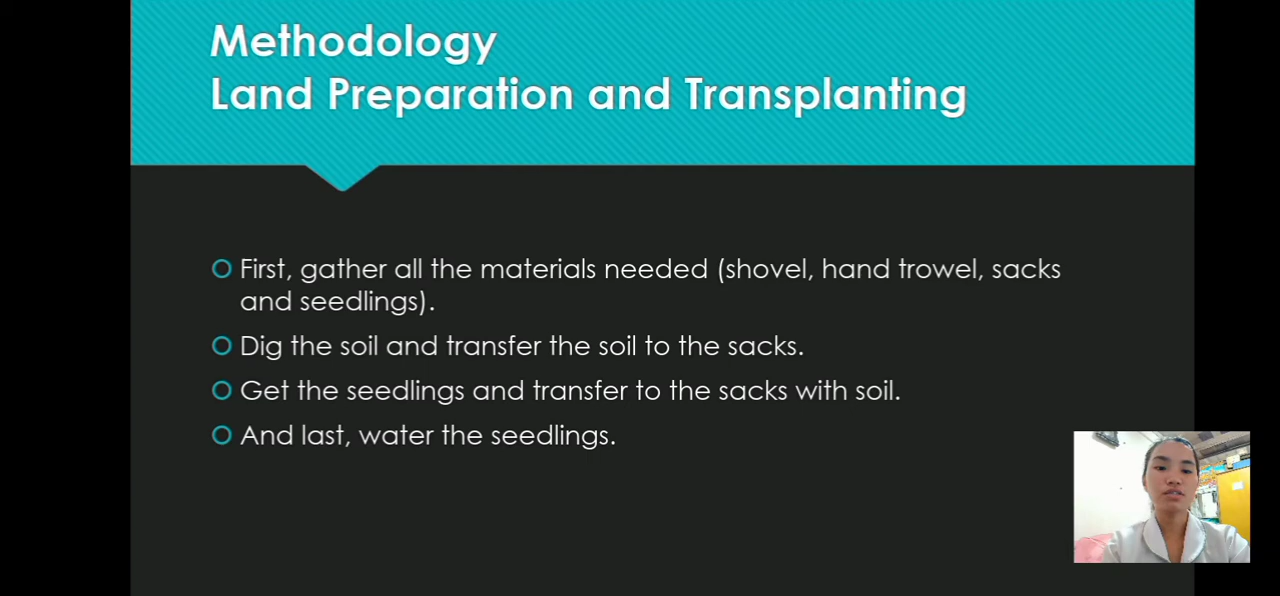 Methodology
Land Preparation and Transplanting
First, gather all the materials needed (shovel, hand trowel, sacks
and seedlings).
Dig the soil and transfer the soil to the sacks.
Get the seedlings and transfer to the sacks with soil.
And last, water the seedlings.